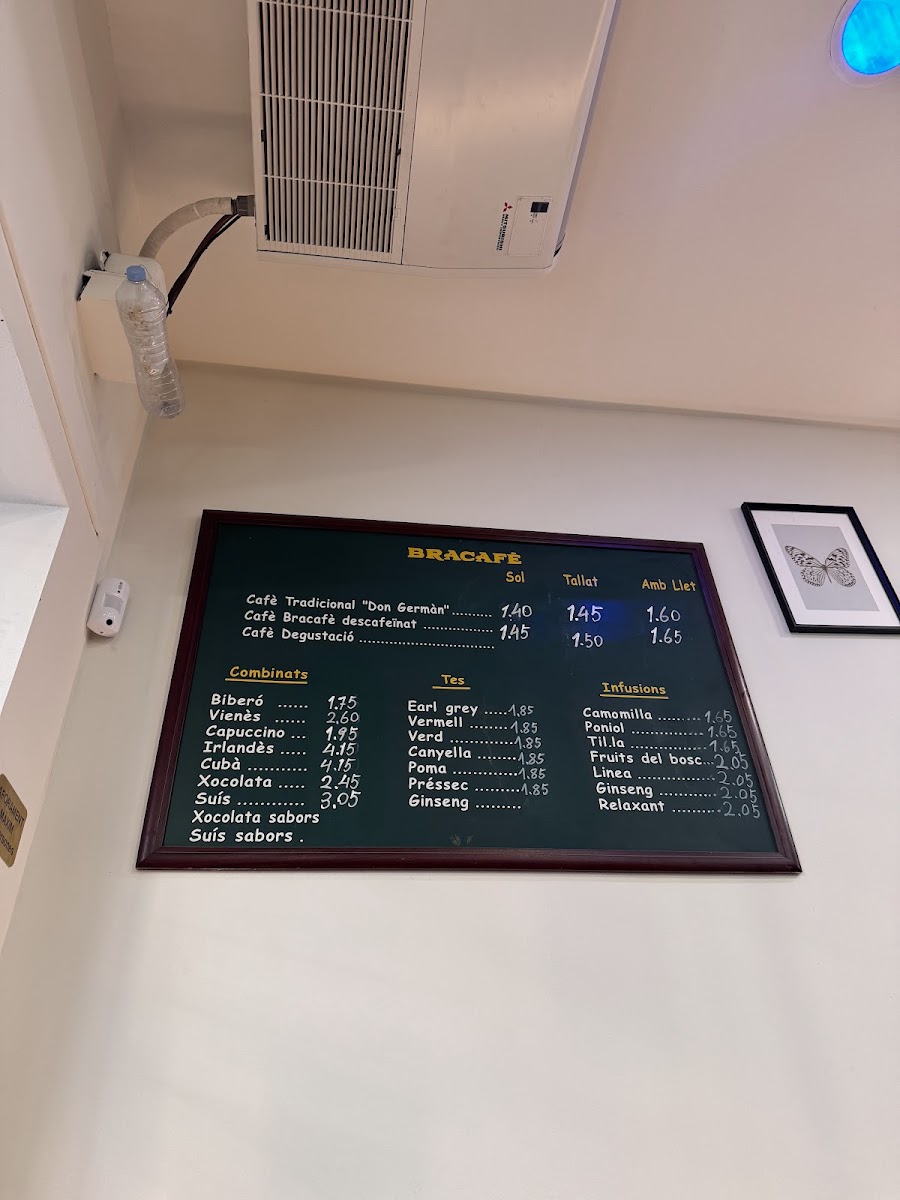 MITSUBISHI
BRACAFÈ
Sol Tallat Amb Llet
Cafè Tradicional "Don Germàn"......... 1.40 1.45 1.60
Cafè Bracafè descafeïnat ................. 1.45 1.50 1.65
Cafè Degustació .................................
Combinats
Biberó ...... 1.75
Vienès ...... 2.60
Capuccino ... 1.95
Irlandès ..... 4.15
Cubà ............ 4.15
Xocolata ..... 2.45
Suís ............ 3.05
Xocolata sabors
Suís sabors .
Tes
Earl grey ..... 1.85
Vermell ........ 1.85
Verd ............. 1.85
Canyella ........ 1.85
Poma ............. 1.85
Préssec .......... 1.85
Ginseng .........
Infusions
Camomilla ......... 1.65
Poniol ................ 1.65
Til.la .................. 1.65
Fruits del bosc... 2.05
Linea ................. 2.05
Ginseng .............. 2.05
Relaxant .......... 2.05